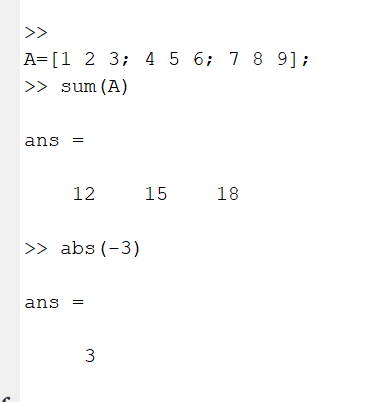 >>
A=[1 2 3; 4 5 6; 7 8 9];
>> sum(A)
ans =
12 15 18
>> abs(-3)
ans =
3